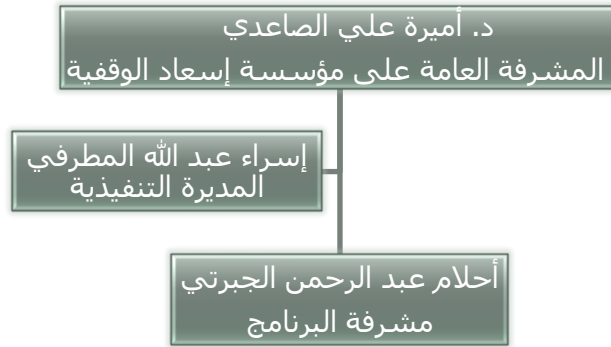 د. أميرة علي الصاعدي
المشرفة العامة على مؤسسة إسعاد الوقفية
إسراء عبد الله المطرفي
المديرة التنفيذية
أحلام عبد الرحمن الجبرتي
مشرفة البرنامج